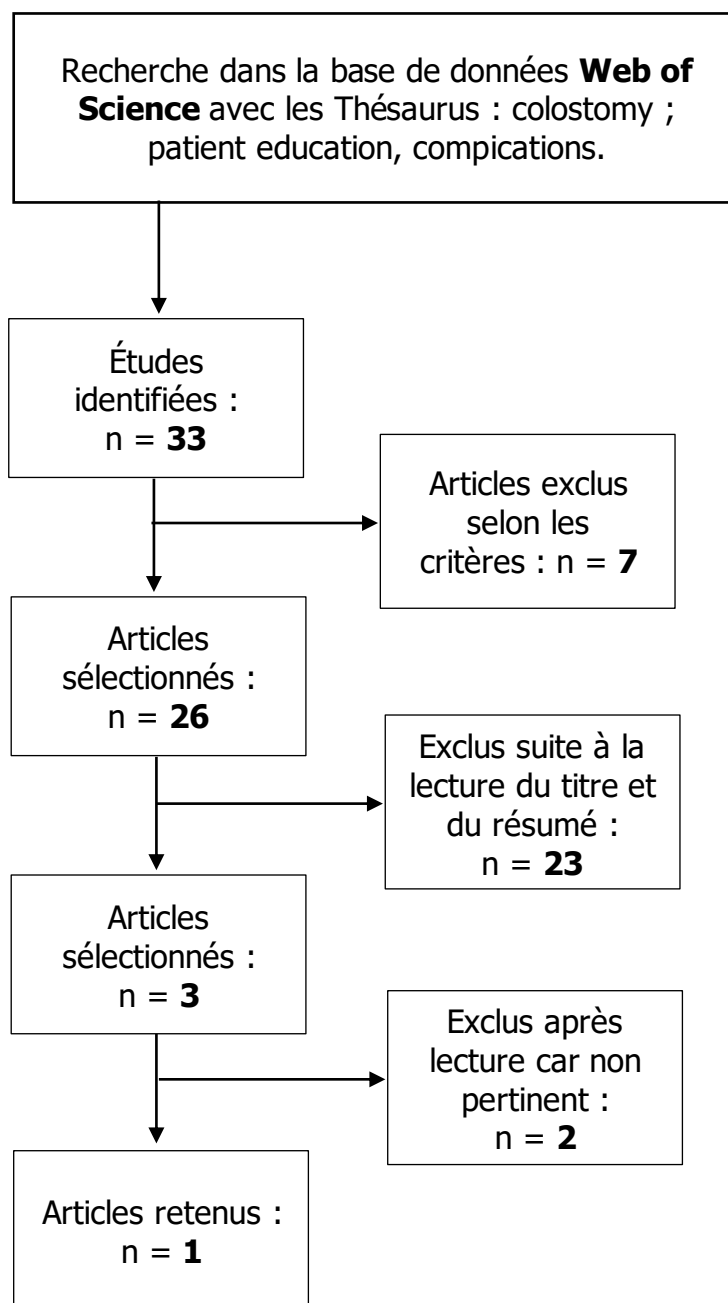 Recherche dans la base de données Web of
Science avec les Thésaurus : colostomy ;
patient education, compications.
Études
identifiées :
n = 33
Articles exclus
selon les
critères : n = 7
Articles
sélectionnés :
n = 26
Exclus suite à la
lecture du titre et
du résumé :
n = 23
Articles
sélectionnés :
n = 3
Exclus après
lecture car non
pertinent :
n = 2
Articles retenus :
n = 1